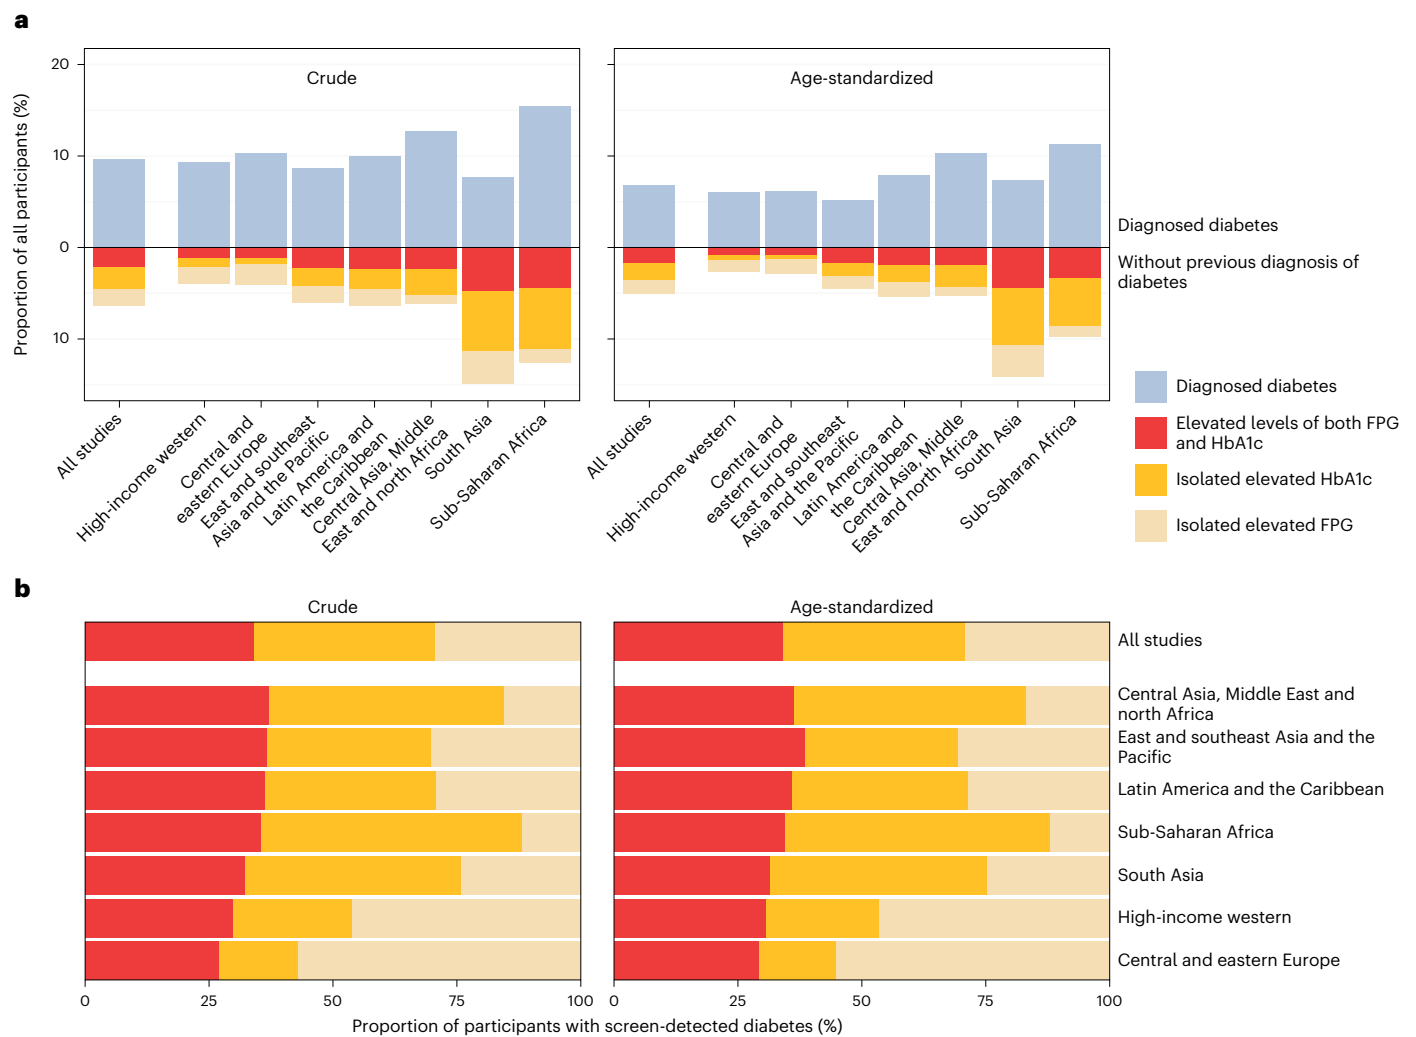 a
Crude
Age-standardized
Proportion of all participants (%)
20
10
0
10
Diagnosed diabetes
Without previous diagnosis of
diabetes
All studies
High-income western
Central and
eastern Europe
East and southeast
Asia and the Pacific
Latin America and
the Caribbean
Central Asia, Middle
East and north Africa
South Asia
Sub-Saharan Africa
All studies
High-income western
Central and
eastern Europe
East and southeast
Asia and the Pacific
Latin America and
the Caribbean
Central Asia, Middle
East and north Africa
South Asia
Sub-Saharan Africa
Diagnosed diabetes
Elevated levels of both FPG
and HbA1c
Isolated elevated HbA1c
Isolated elevated FPG
b
Crude
Age-standardized
All studies
Central Asia, Middle East and
north Africa
East and southeast Asia and the
Pacific
Latin America and the Caribbean
Sub-Saharan Africa
South Asia
High-income western
Central and eastern Europe
0 25 50 75 100
0 25 50 75 100
Proportion of participants with screen-detected diabetes (%)